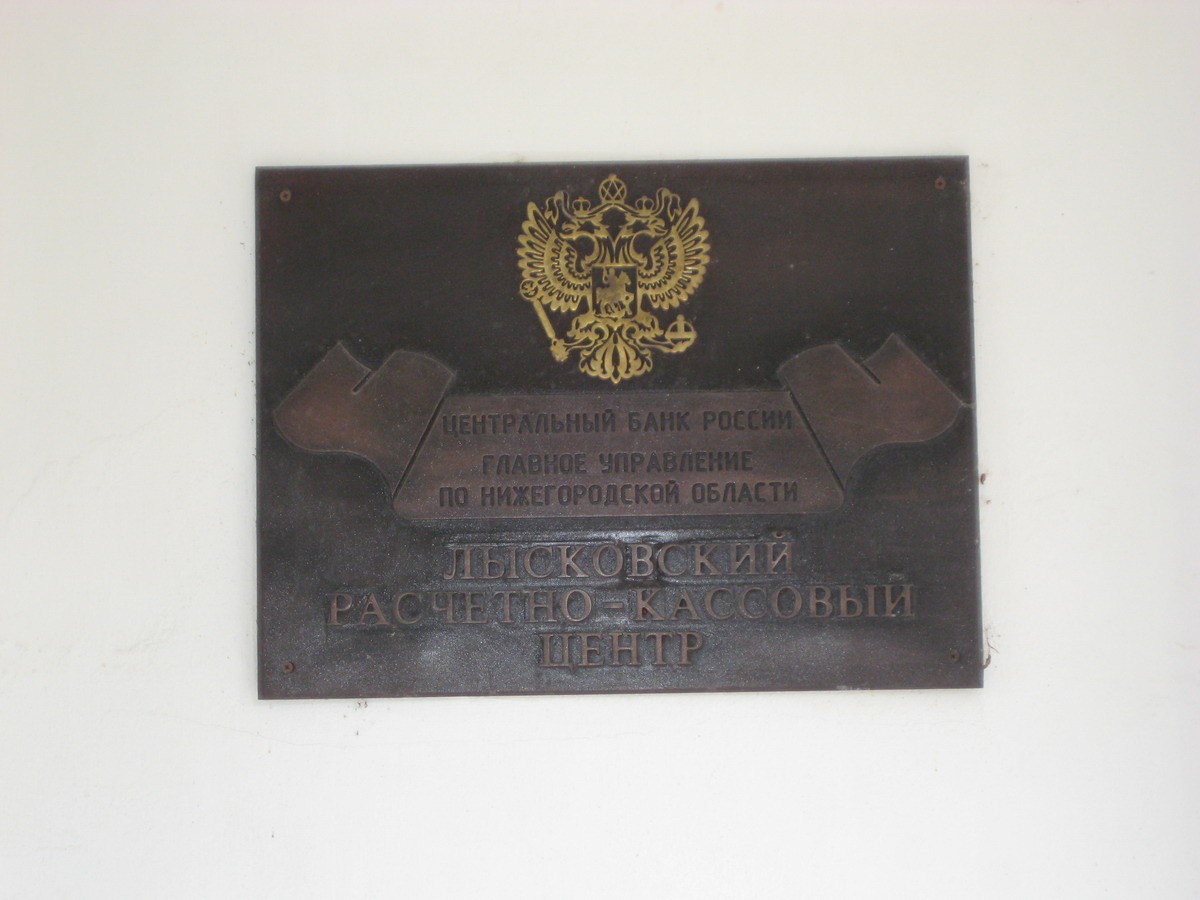 ЦЕНТРАЛЬНЫЙ БАНК РОССИИ
ГЛАВНОЕ УПРАВЛЕНИЕ
ПО НИЖЕГОРОДСКОЙ ОБЛАСТИ
ЛЫСКОВСКИЙ
РАСЧЕТНО-КАССОВЫЙ
ЦЕНТР